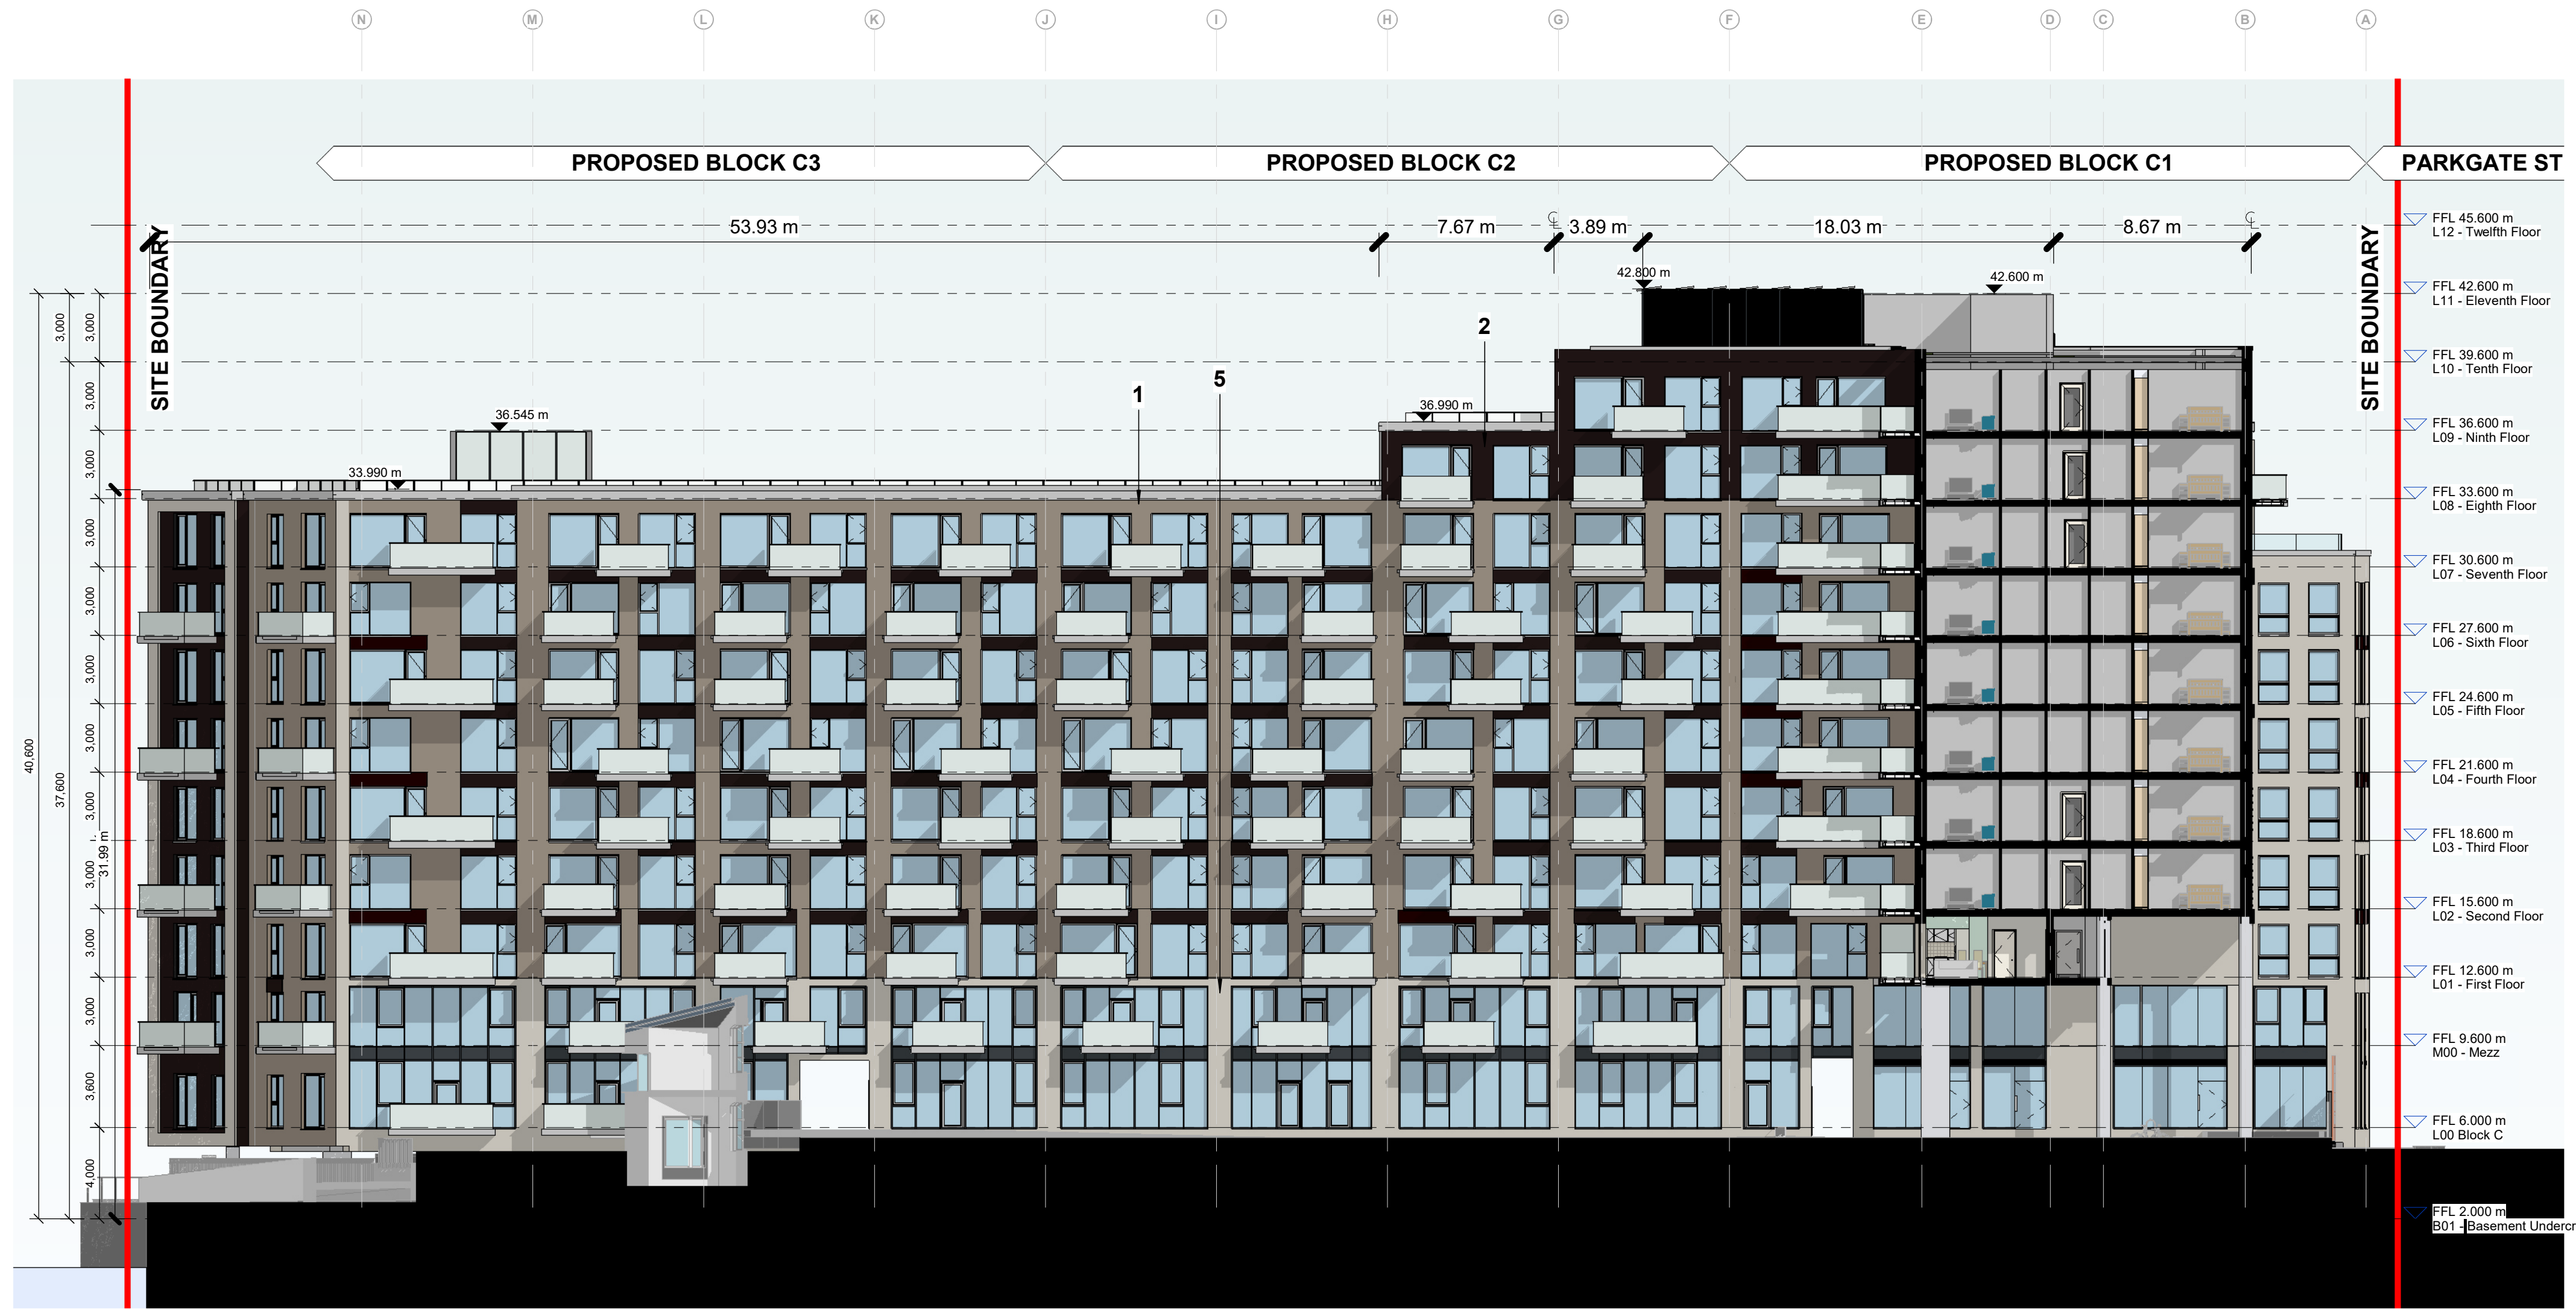 N M L K J I H G F E D C B A
PROPOSED BLOCK C3
PROPOSED BLOCK C2
PROPOSED BLOCK C1
PARKGATE ST
SITE BOUNDARY
53.93 m
7.67 m
3.89 m
18.03 m
8.67 m
SITE BOUNDARY
42.800 m
42.600 m
36.990 m
36.545 m
33.990 m
1
5
2
FFL 45.600 m
L12 - Twelfth Floor
FFL 42.600 m
L11 - Eleventh Floor
FFL 39.600 m
L10 - Tenth Floor
FFL 36.600 m
L09 - Ninth Floor
FFL 33.600 m
L08 - Eighth Floor
FFL 30.600 m
L07 - Seventh Floor
FFL 27.600 m
L06 - Sixth Floor
FFL 24.600 m
L05 - Fifth Floor
FFL 21.600 m
L04 - Fourth Floor
FFL 18.600 m
L03 - Third Floor
FFL 15.600 m
L02 - Second Floor
FFL 12.600 m
L01 - First Floor
FFL 9.600 m
M00 - Mezz
FFL 6.000 m
L00 Block C
FFL 2.000 m
B01 - Basement Undercr
40,600
3,000
37,600
3,000
3,000
3,000
3,000
3,000
3,000
3,000
3,000
3,000
3,000
3,000
3,600
4,000
31.99 m